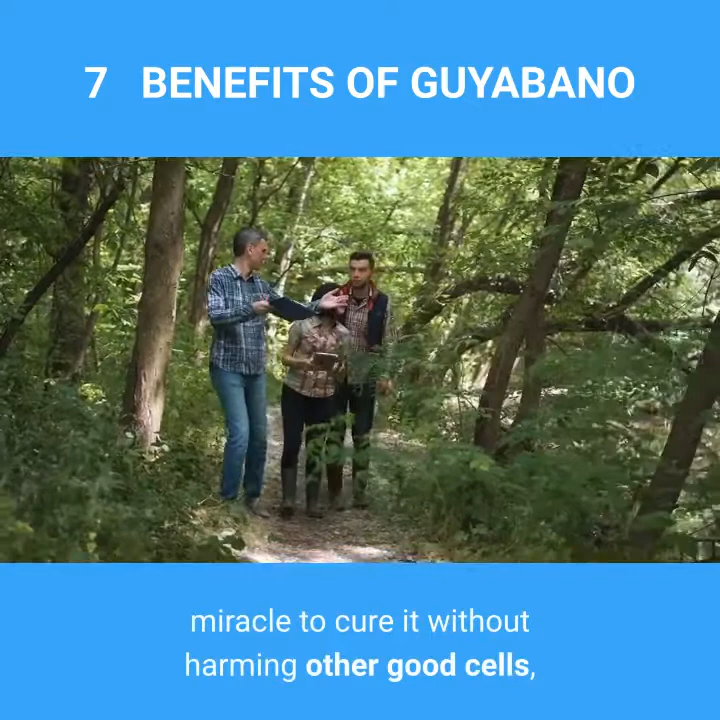 7 BENEFITS OF GUYABANO
miracle to cure it without
harming other good cells,